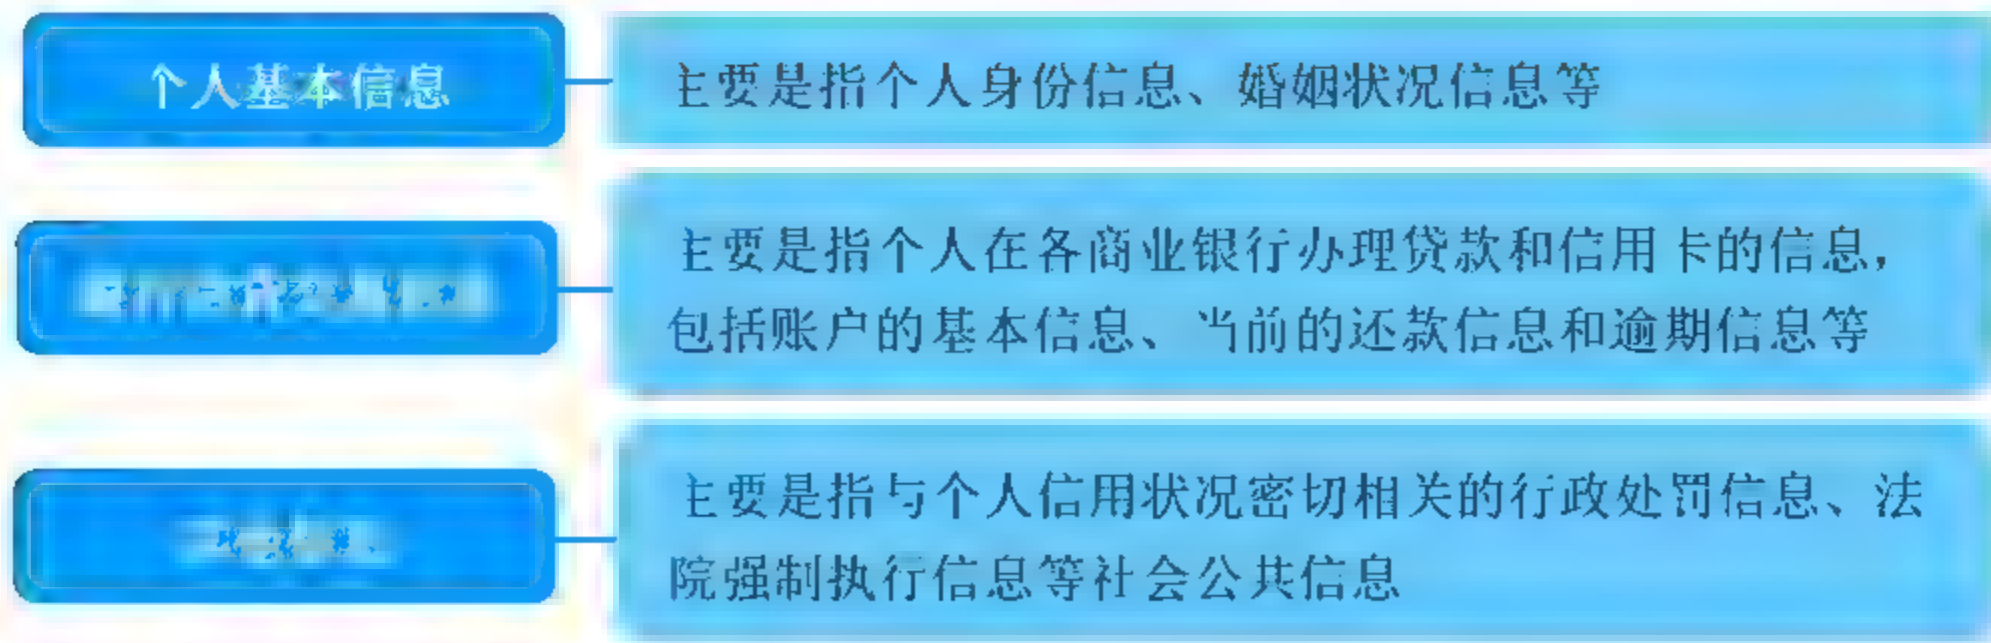 个人基本信息
主要是指个人身份信息、婚姻状况信息等
主要是指个人在各商业银行办理贷款和信用卡的信息，
包括账户的基本信息、当前的还款信息和逾期信息等
主要是指与个人信用状况密切相关的行政处罚信息、法
院强制执行信息等社会公共信息